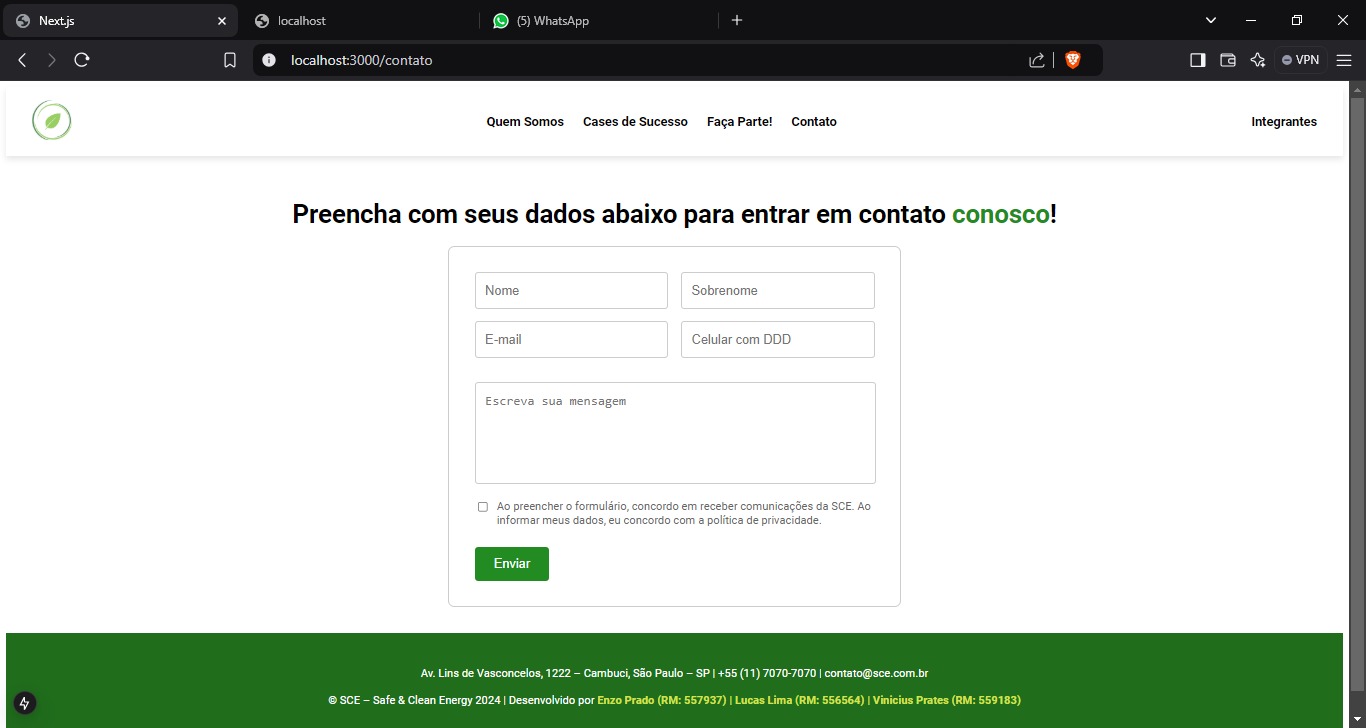 Next.js
localhost
(5) WhatsApp
localhost:3000/contato
VPN
Quem Somos Cases de Sucesso Faça Parte! Contato Integrantes
Preencha com seus dados abaixo para entrar em contato conosco!
Nome Sobrenome
E-mail Celular com DDD
Escreva sua mensagem
Ao preencher o formulário, concordo em receber comunicações da SCE. Ao
informar meus dados, eu concordo com a política de privacidade.
Enviar
Av. Lins de Vasconcelos, 1222 – Cambuci, São Paulo – SP | +55 (11) 7070-7070 | contato@sce.com.br
© SCE – Safe & Clean Energy 2024 | Desenvolvido por Enzo Prado (RM: 557937) | Lucas Lima (RM: 556564) | Vinicius Prates (RM: 559183)